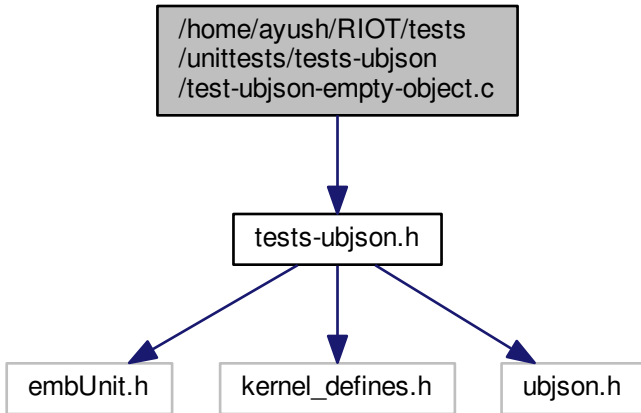 /home/ayush/RIOT/tests
/unittests/tests-ubjson
/test-ubjson-empty-object.c
tests-ubjson.h
embUnit.h
kernel_defines.h
ubjson.h